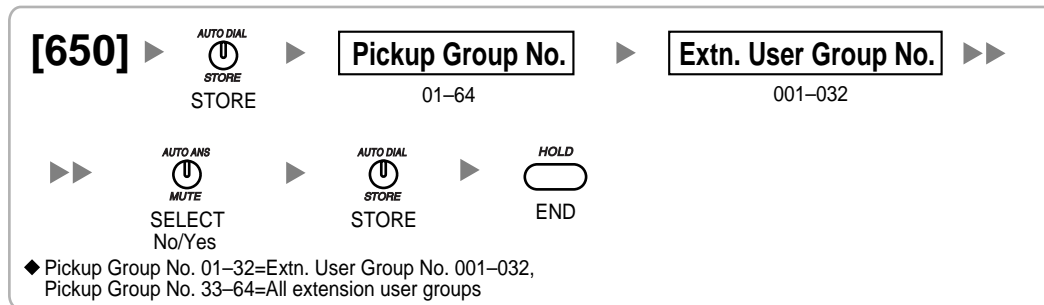 [650]
AUTO DIAL
STORE
STORE
Pickup Group No.
01–64
Extn. User Group No.
001–032
AUTO ANS
MUTE
SELECT
No/Yes
AUTO DIAL
STORE
STORE
HOLD
END
◆ Pickup Group No. 01–32=Extn. User Group No. 001–032,
Pickup Group No. 33–64=All extension user groups